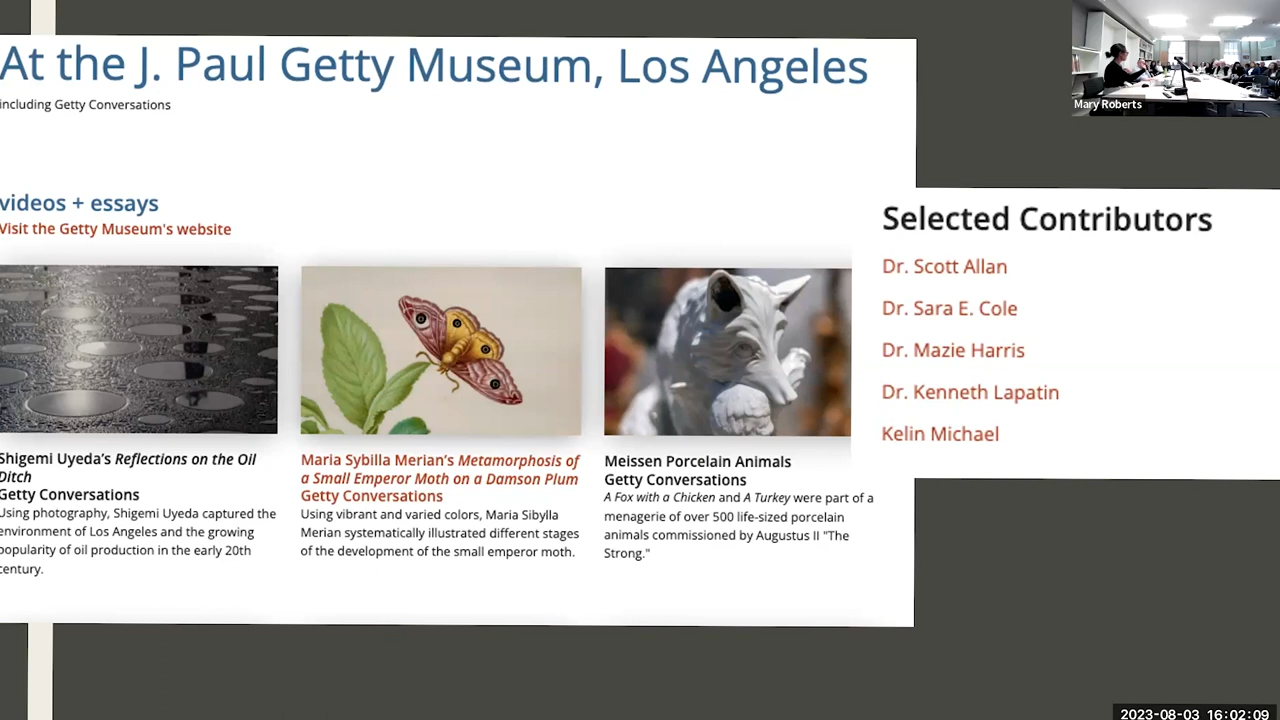 At the J. Paul Getty Museum, Los Angeles
including Getty Conversations
videos + essays
Visit the Getty Museum's website
Shigemi Uyeda's Reflections on the Oil
Ditch
Getty Conversations
Using photography, Shigemi Uyeda captured the
environment of Los Angeles and the growing
popularity of oil production in the early 20th
century.
Maria Sybilla Merian's Metamorphosis of
a Small Emperor Moth on a Damson Plum
Getty Conversations
Using vibrant and varied colors, Maria Sibylla
Merian systematically illustrated different stages
of the development of the small emperor moth.
Meissen Porcelain Animals
Getty Conversations
A Fox with a Chicken and A Turkey were part of a
menagerie of over 500 life-sized porcelain
animals commissioned by Augustus II "The
Strong."
Selected Contributors
Dr. Scott Allan
Dr. Sara E. Cole
Dr. Mazie Harris
Dr. Kenneth Lapatin
Kelin Michael
Mary Roberts
2023-08-03 16:02:09